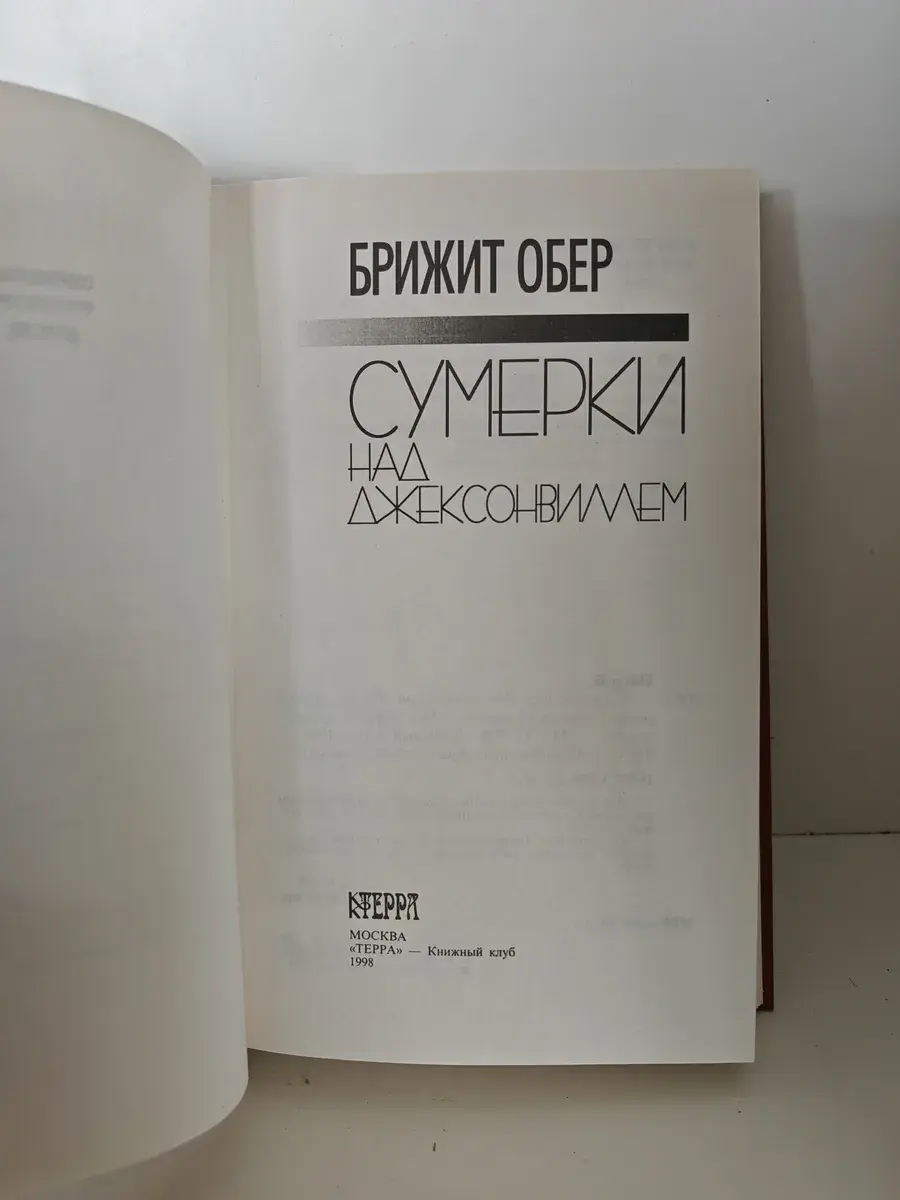 БРИЖИТ ОБЕР
СУМЕРКИ
НАД
ДЖЕКСОНВИЛЛЕМ
ТЕРРА
МОСКВА
«ТЕРРА» — Книжный клуб
1998